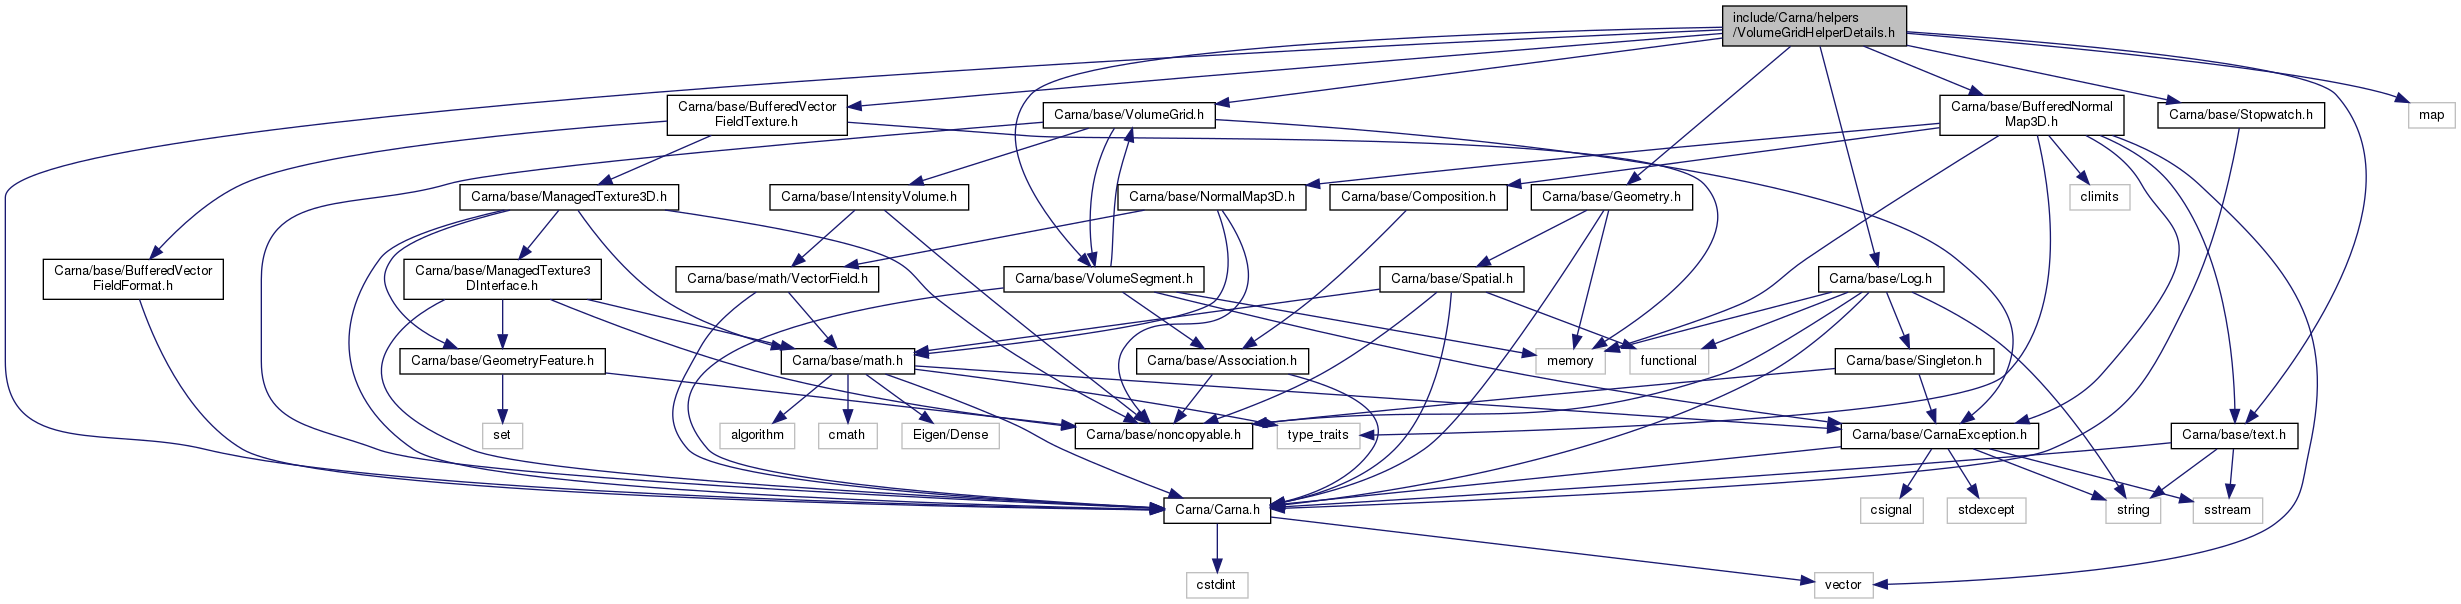 include/Carna/helpers
/VolumeGridHelperDetails.h
Carna/base/BufferedVector
FieldTexture.h
Carna/base/VolumeGrid.h
Carna/base/BufferedNormal
Map3D.h
Carna/base/Stopwatch.h
map
Carna/base/ManagedTexture3D.h
Carna/base/IntensityVolume.h
Carna/base/NormalMap3D.h
Carna/base/Composition.h
Carna/base/Geometry.h
climits
Carna/base/BufferedVector
FieldFormat.h
Carna/base/ManagedTexture3
DInterface.h
Carna/base/math/VectorField.h
Carna/base/VolumeSegment.h
Carna/base/Spatial.h
Carna/base/Log.h
Carna/base/GeometryFeature.h
Carna/base/math.h
Carna/base/Association.h
memory
functional
Carna/base/Singleton.h
set
algorithm
cmath
Eigen/Dense
Carna/base/noncopyable.h
type_traits
Carna/base/CarnaException.h
Carna/base/text.h
Carna/Carna.h
csignal
stdexcept
string
sstream
cstdint
vector